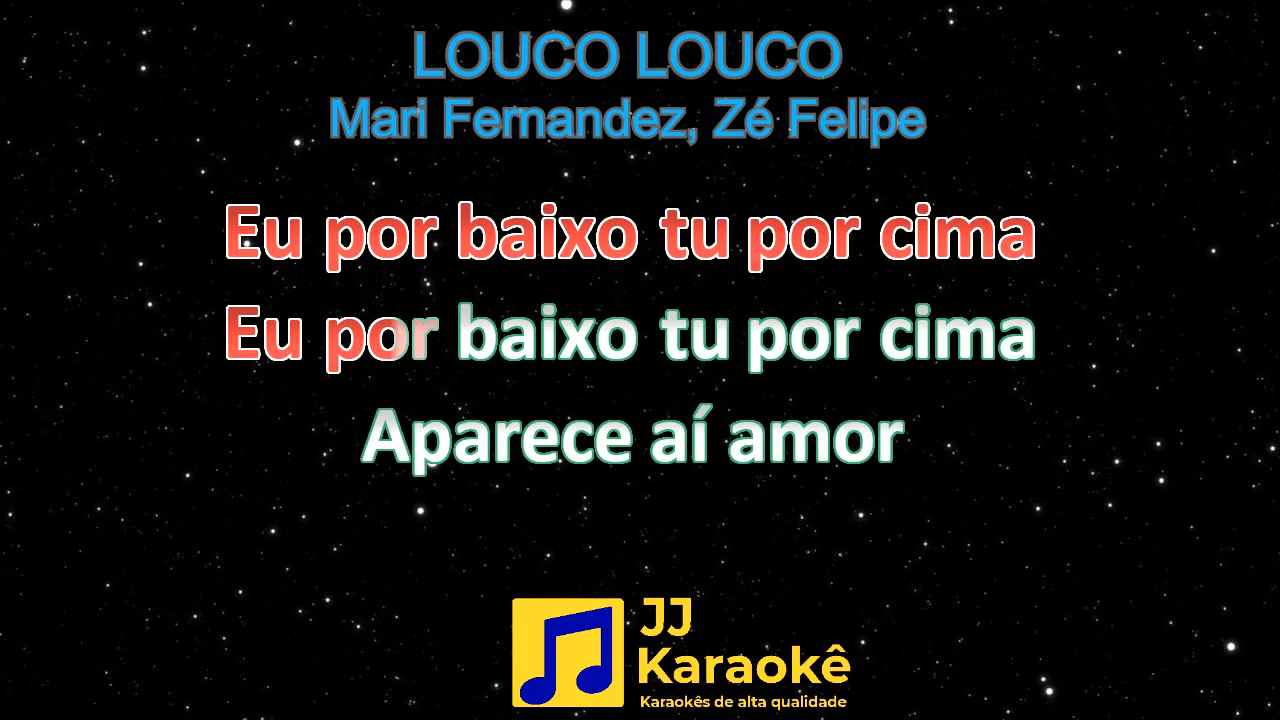 LOUCO LOUCO
Mari Fernandez, Zé Felipe
Eu por baixo tu por cima
Eu por baixo tu por cima
Aparece aí amor
JJ
Karaokê
Karaokês de alta qualidade